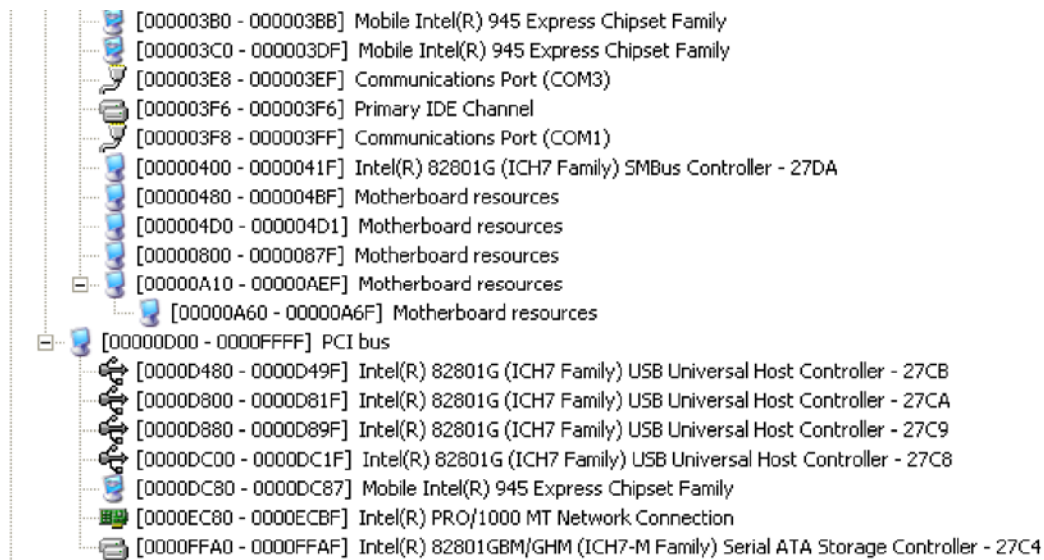 [000003B0 - 000003BB] Mobile Intel(R) 945 Express Chipset Family
[000003C0 - 000003DF] Mobile Intel(R) 945 Express Chipset Family
[000003E8 - 000003EF] Communications Port (COM3)
[000003F6 - 000003F6] Primary IDE Channel
[000003F8 - 000003FF] Communications Port (COM1)
[00000400 - 0000041F] Intel(R) 82801G (ICH7 Family) SMBus Controller - 27DA
[00000480 - 000004BF] Motherboard resources
[000004D0 - 000004D1] Motherboard resources
[00000800 - 0000087F] Motherboard resources
[00000A10 - 00000AEF] Motherboard resources
[00000A60 - 00000A6F] Motherboard resources
[00000D00 - 0000FFFF] PCI bus
[0000D480 - 0000D49F] Intel(R) 82801G (ICH7 Family) USB Universal Host Controller - 27CB
[0000D800 - 0000D81F] Intel(R) 82801G (ICH7 Family) USB Universal Host Controller - 27CA
[0000D880 - 0000D89F] Intel(R) 82801G (ICH7 Family) USB Universal Host Controller - 27C9
[0000DC00 - 0000DC1F] Intel(R) 82801G (ICH7 Family) USB Universal Host Controller - 27C8
[0000DC80 - 0000DC87] Mobile Intel(R) 945 Express Chipset Family
[0000EC80 - 0000ECBF] Intel(R) PRO/1000 MT Network Connection
[0000FFA0 - 0000FFAF] Intel(R) 82801GBM/GHM (ICH7-M Family) Serial ATA Storage Controller - 27C4